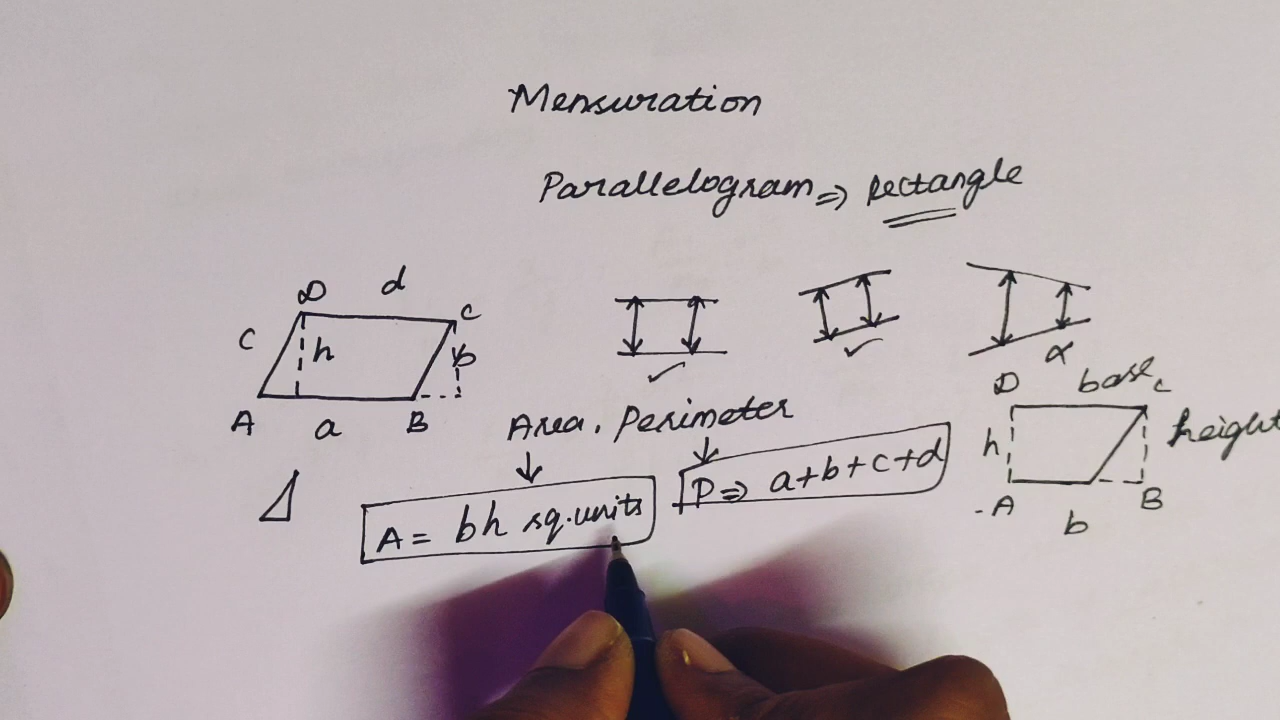 Mensuration
Parallelogram => Rectangle
D d C
C h b
A a B
D base C
h height
A b B
Area, Perimeter
A = bh sq.units
P => a+b+c+d